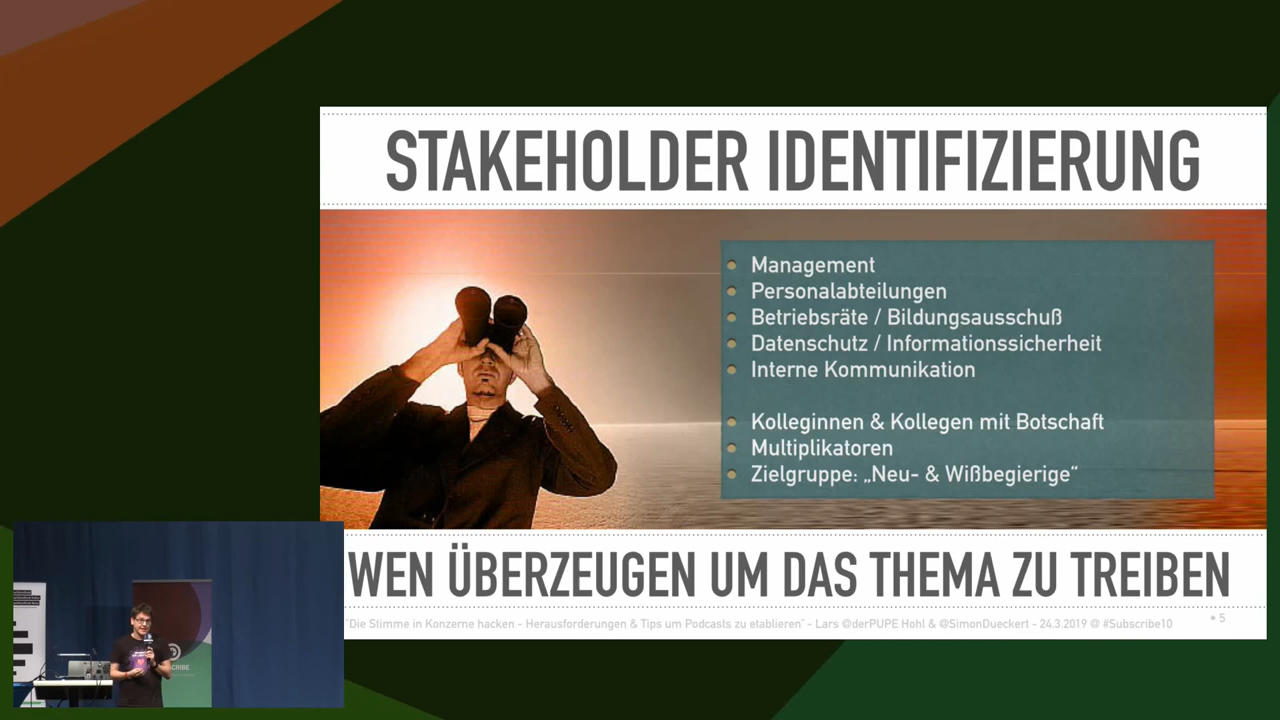 STAKEHOLDER IDENTIFIZIERUNG
Management
Personalabteilungen
Betriebsräte / Bildungsausschuß
Datenschutz / Informationssicherheit
Interne Kommunikation
Kolleginnen & Kollegen mit Botschaft
Multiplikatoren
Zielgruppe: „Neu- & Wißbegierige“
WEN ÜBERZEUGEN UM DAS THEMA ZU TREIBEN
"Die Stimme in Konzerne hacken - Herausforderungen & Tips um Podcasts zu etablieren" - Lars @derPUPE Hohl & @SimonDueckert - 24.3.2019 @ #Subscribe10
• 5